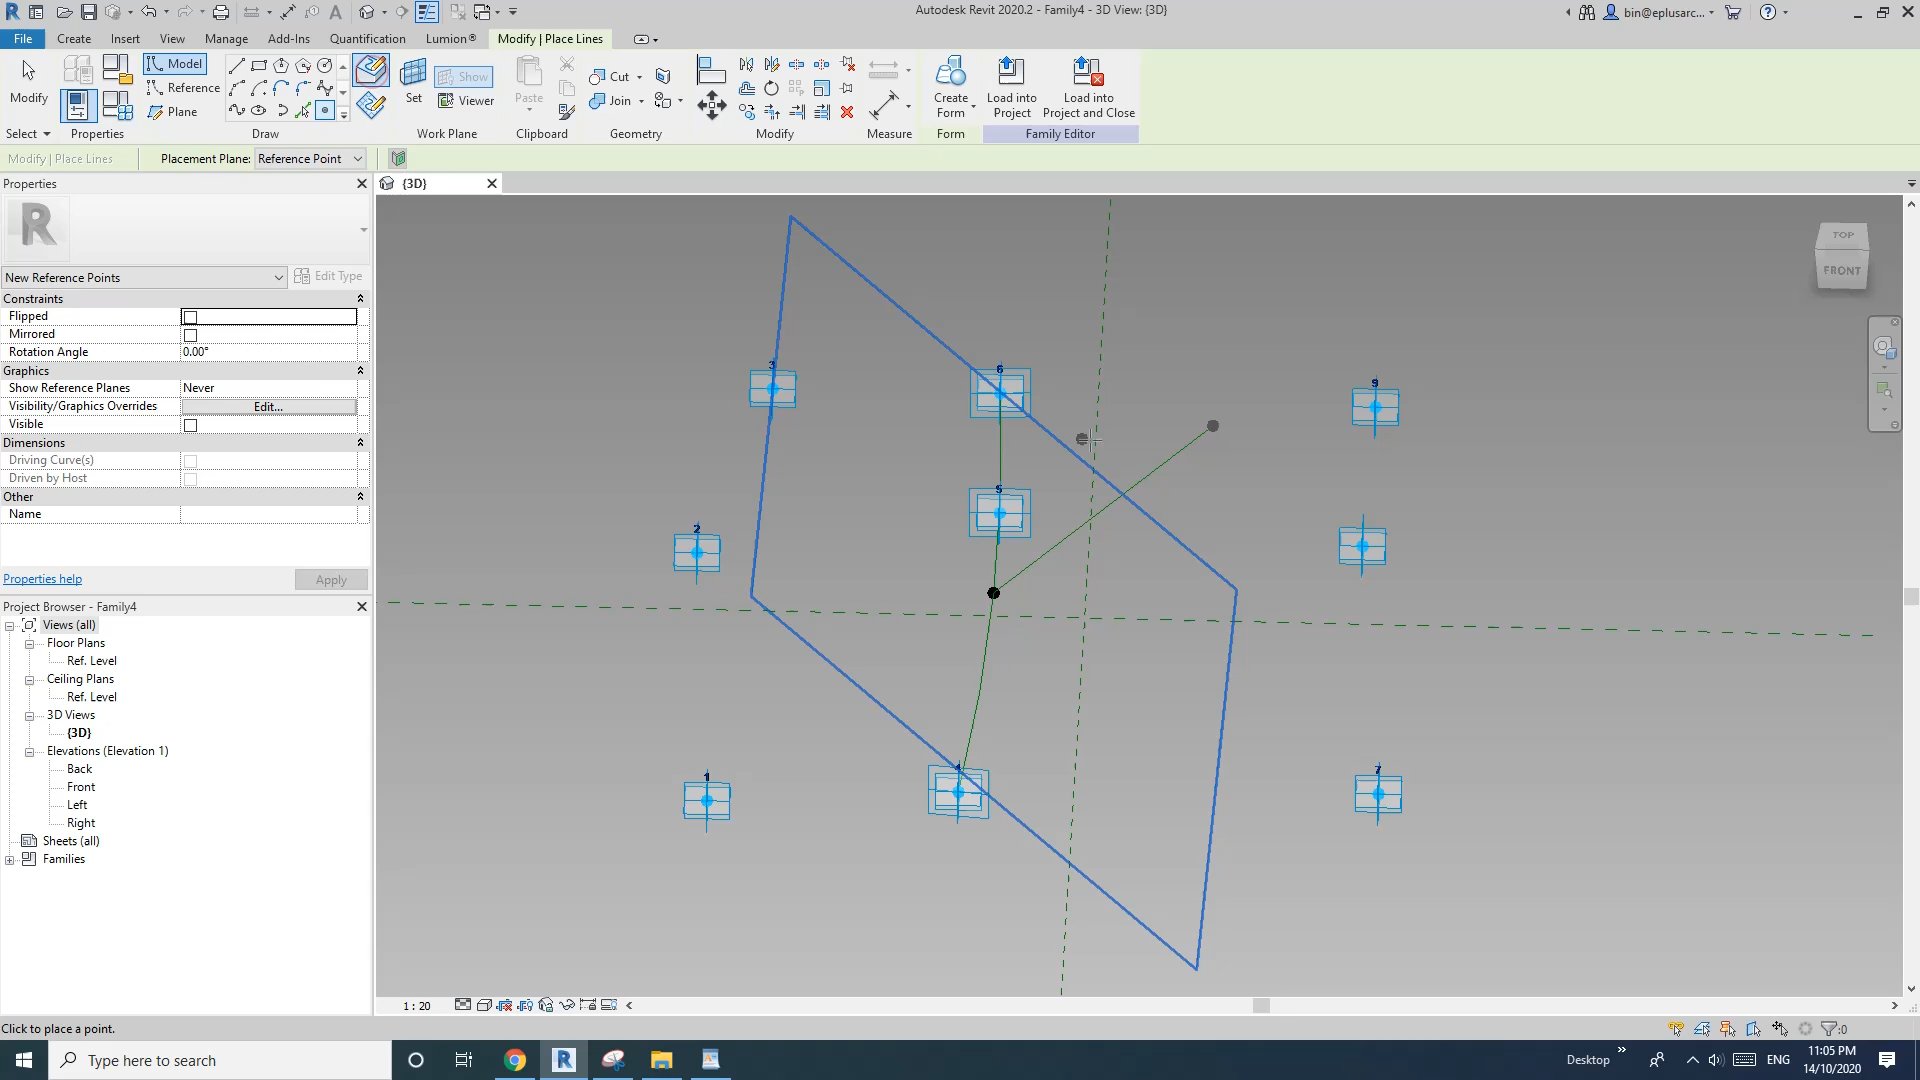 Autodesk Revit 2020.2 - Family4 - 3D View: {3D}
bin@eplusarc...
File
Create
Insert
View
Manage
Add-Ins
Quantification
Lumion®
Modify | Place Lines
Modify
Select
Properties
Model
Reference
Plane
Draw
Set
Show
Viewer
Work Plane
Paste
Clipboard
Cut
Join
Geometry
Modify
Measure
Create
Form
Form
Load into
Project
Load into
Project and Close
Family Editor
Modify | Place Lines
Placement Plane:
Reference Point
Properties
{3D}
R
New Reference Points
Edit Type
Constraints
Flipped
Mirrored
Rotation Angle
0.00°
Graphics
Show Reference Planes
Never
Visibility/Graphics Overrides
Edit...
Visible
Dimensions
Driving Curve(s)
Driven by Host
Other
Name
Properties help
Apply
Project Browser - Family4
Views (all)
Floor Plans
Ref. Level
Ceiling Plans
Ref. Level
3D Views
{3D}
Elevations (Elevation 1)
Back
Front
Left
Right
Sheets (all)
Families
TOP
FRONT
3
6
9
5
2
1
4
7
1 : 20
Click to place a point.
:0
Type here to search
Desktop
ENG
11:05 PM
14/10/2020